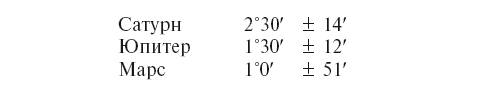 Сатурн 2°30′ ± 14′
Юпитер 1°30′ ± 12′
Марс 1°0′ ± 51′